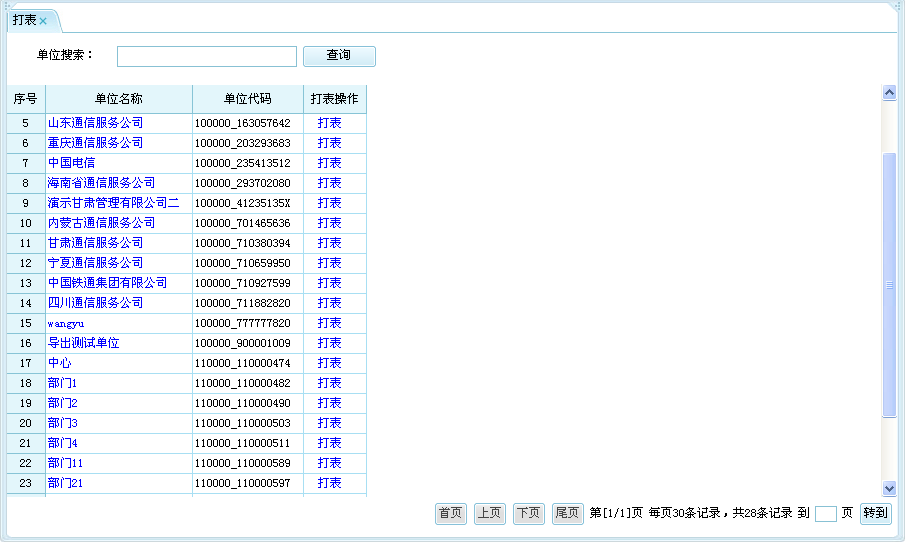 打表
单位搜索： 查询
序号 单位名称 单位代码 打表操作
5 山东通信服务公司 100000_163057642 打表
6 重庆通信服务公司 100000_203293683 打表
7 中国电信 100000_235413512 打表
8 海南省通信服务公司 100000_293702080 打表
9 演示甘肃管理有限公司二 100000_41235135X 打表
10 内蒙古通信服务公司 100000_701465636 打表
11 甘肃通信服务公司 100000_710380394 打表
12 宁夏通信服务公司 100000_710659950 打表
13 中国铁通集团有限公司 100000_710927599 打表
14 四川通信服务公司 100000_711882820 打表
15 wangyu 100000_777777820 打表
16 导出测试单位 100000_900001009 打表
17 中心 110000_110000474 打表
18 部门1 110000_110000482 打表
19 部门2 110000_110000490 打表
20 部门3 110000_110000503 打表
21 部门4 110000_110000511 打表
22 部门11 110000_110000589 打表
23 部门21 110000_110000597 打表
首页 上页 下页 尾页 第[1/1]页 每页30条记录，共28条记录 到 页 转到